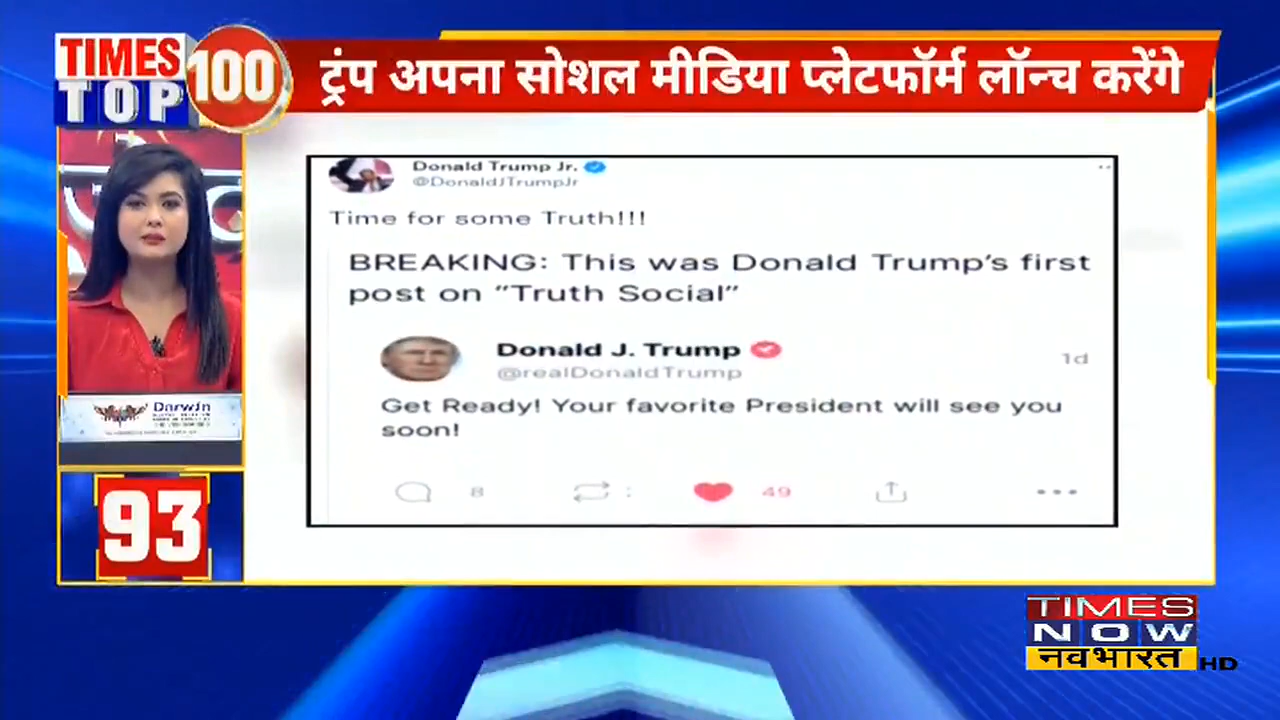 TIMES
TOP
100
ट्रंप अपना सोशल मीडिया प्लेटफॉर्म लॉन्च करेंगे
Donald Trump Jr.
@DonaldJTrumpJr
Time for some Truth!!!
BREAKING: This was Donald Trump's first
post on "Truth Social"
Donald J. Trump
1d
@realDonaldTrump
Get Ready! Your favorite President will see you
soon!
8
49
Darwin
93
TIMES
NOW
नवभारत
HD